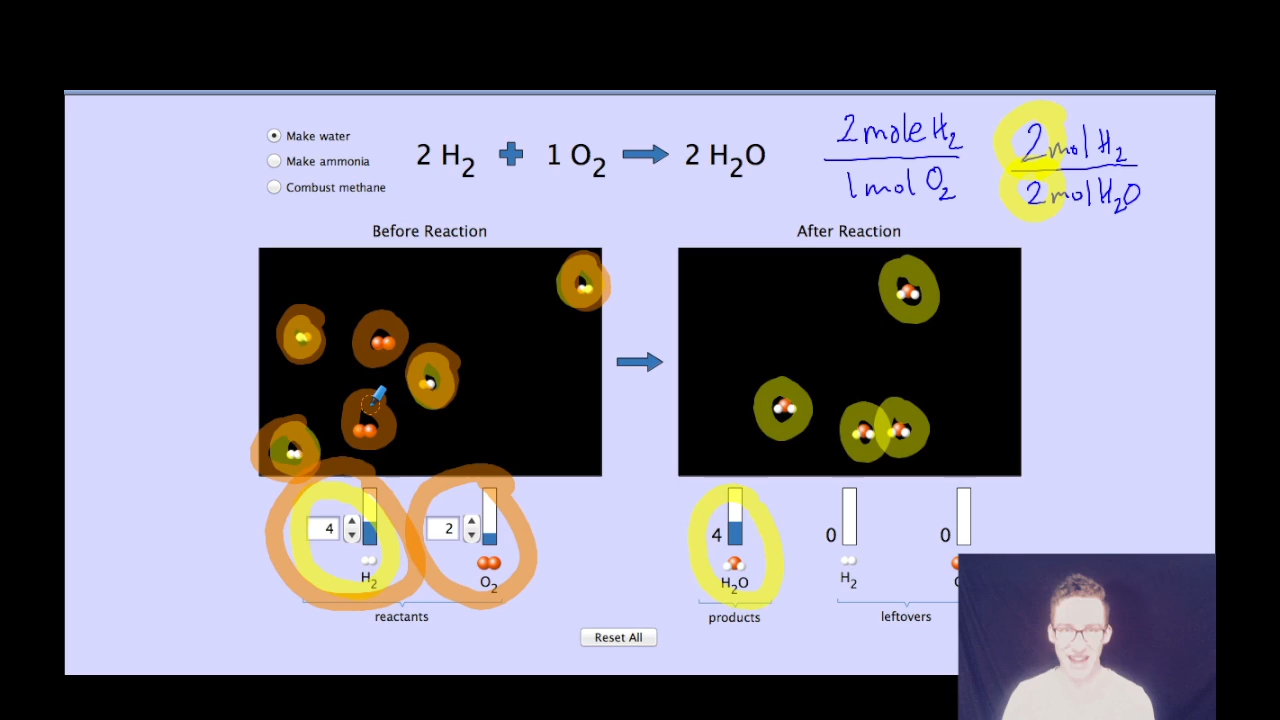 Make water
Make ammonia
Combust methane
2 H₂ + 1 O₂ → 2 H₂O
2 mole H₂
1 mol O₂
2 mol H₂
2 mol H₂O
Before Reaction
After Reaction
4
2
4
0
0
H₂
O₂
H₂O
H₂
reactants
products
leftovers
Reset All